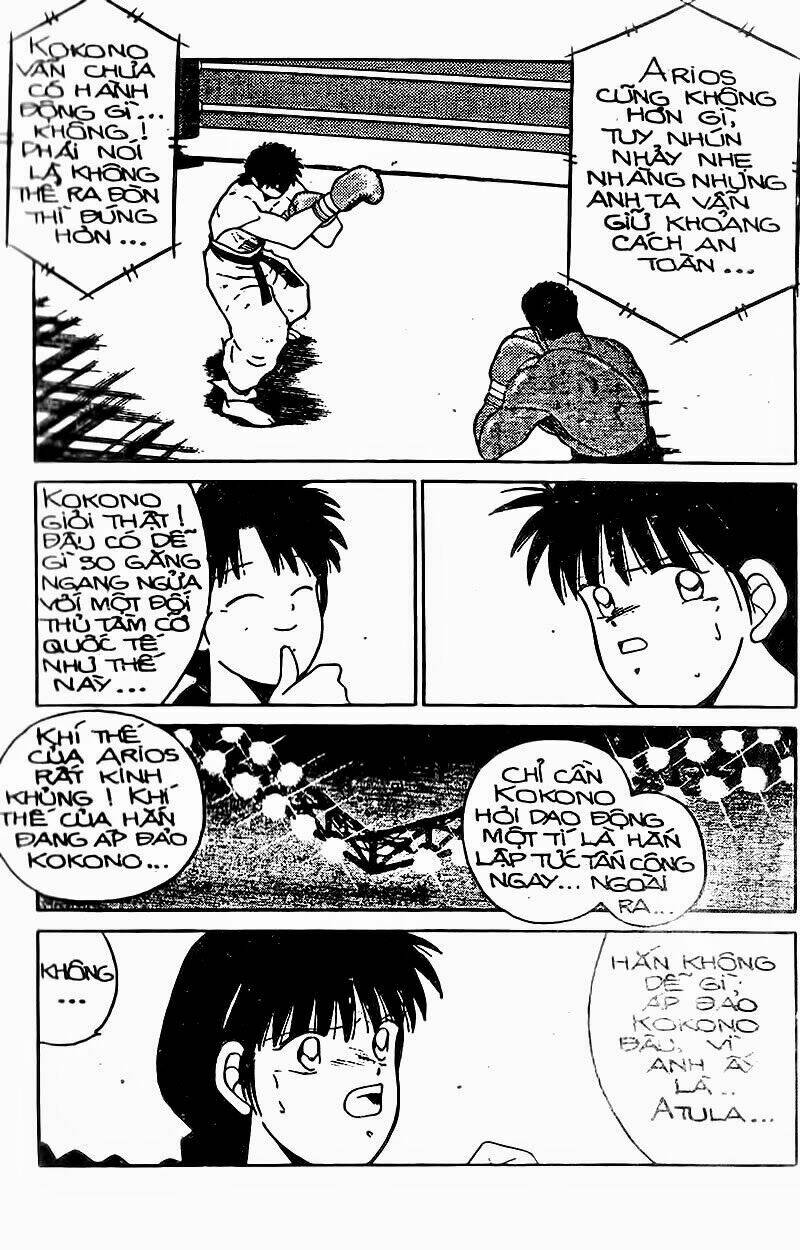 KOKONO
VẪN CHƯA
CÓ HÀNH
ĐỘNG GÌ...
KHÔNG!
PHẢI NÓI
LÀ KHÔNG
THỂ RA ĐÒN
THÌ ĐÚNG
HƠN...
ARIOS
CŨNG KHÔNG
HƠN GÌ,
TUY NHÚN
NHẢY NHẸ
NHÀNG NHƯNG
ANH TA VẪN
GIỮ KHOẢNG
CÁCH AN
TOÀN...
KOKONO
GIỎI THẬT!
ĐÂU CÓ DỄ
GÌ SO GĂNG
NGANG NGỬA
VỚI MỘT ĐỐI
THỦ TẦM CỠ
QUỐC TẾ
NHƯ THẾ
NÀY...
KHÍ THẾ
CỦA ARIOS
RẤT KINH
KHỦNG! KHÍ
THẾ CỦA HẮN
ĐANG ÁP ĐẢO
KOKONO...
CHỈ CẦN
KOKONO
HƠI DAO ĐỘNG
MỘT TÍ LÀ HẮN
LẬP TỨC TẤN CÔNG
NGAY... NGOÀI
RA...
KHÔNG
...
HẮN KHÔNG
DỄ GÌ
ÁP ĐẢO
KOKONO
ĐÂU, VÌ
ANH ẤY
LÀ..
ATULA...